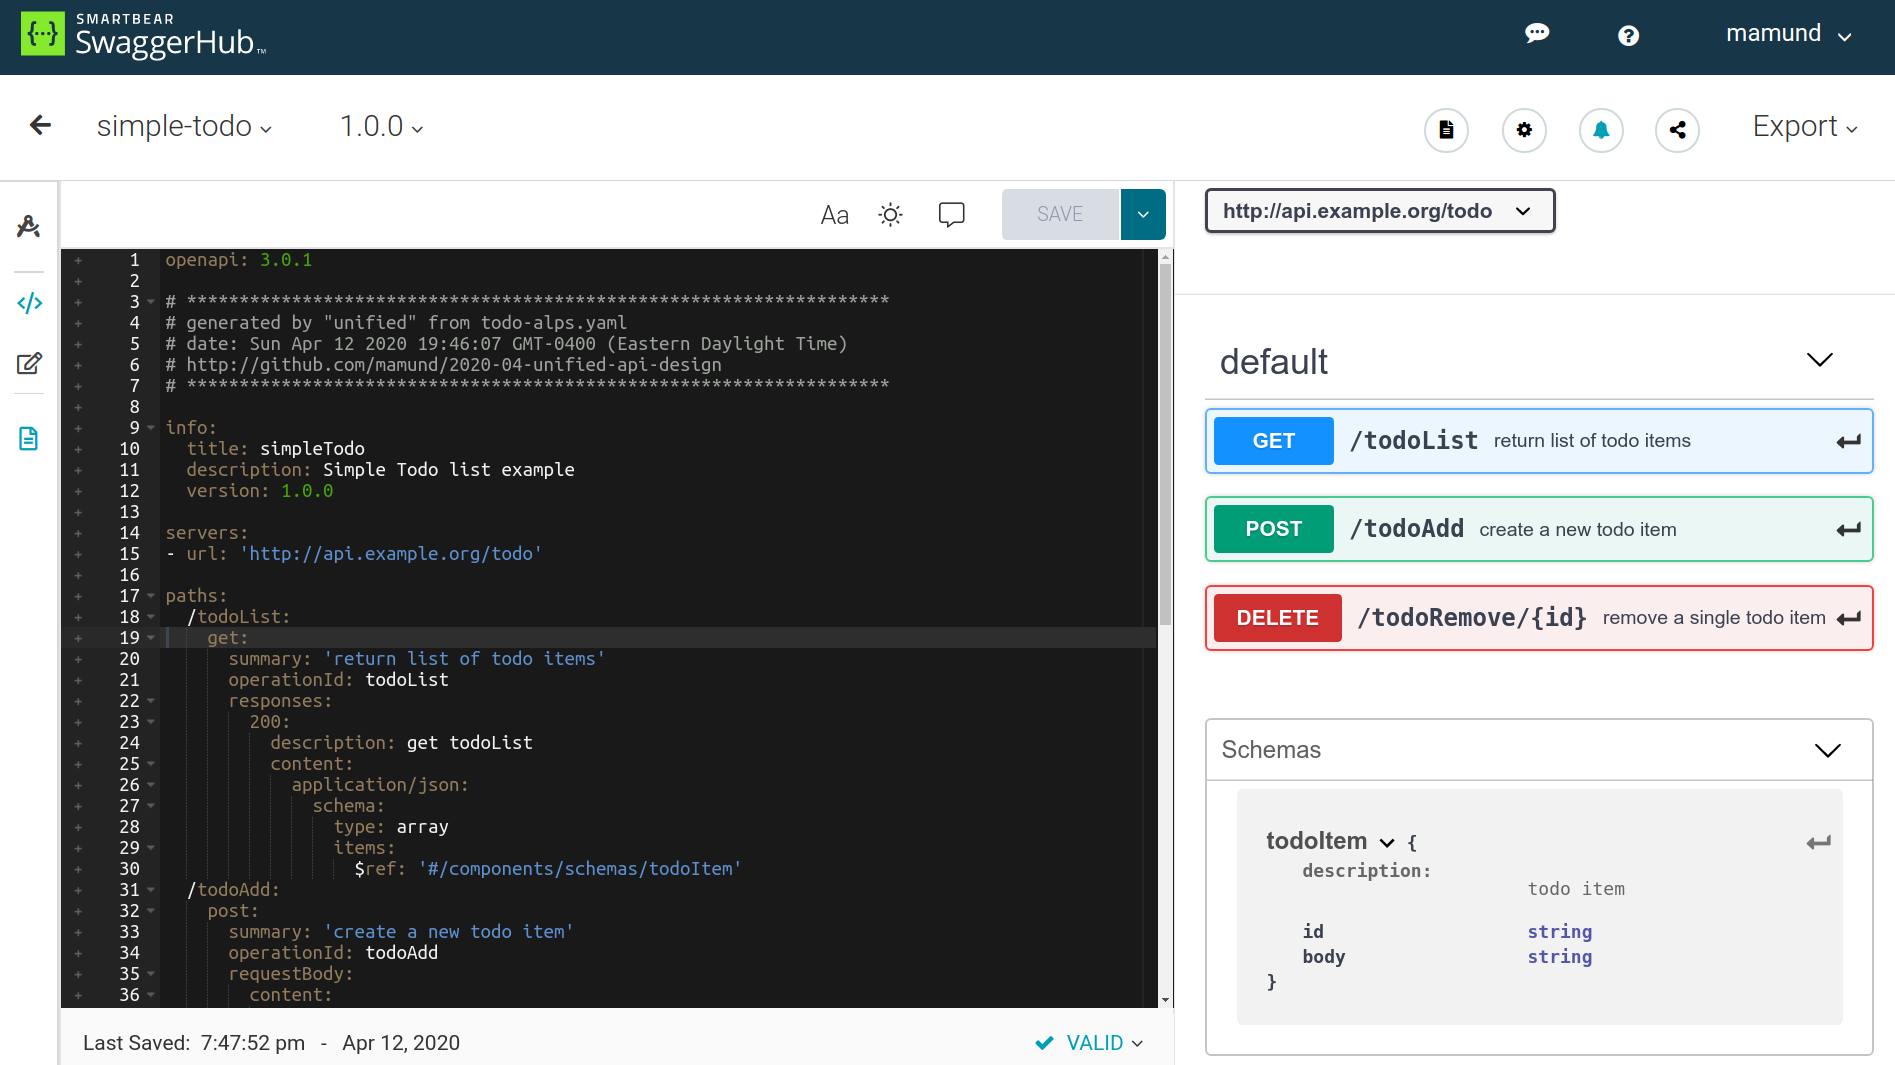 SMARTBEAR
SwaggerHub™
mamund
simple-todo
1.0.0
Export
Aa
SAVE
http://api.example.org/todo
1 openapi: 3.0.1
2
3 # *******************************************************************
4 # generated by "unified" from todo-alps.yaml
5 # date: Sun Apr 12 2020 19:46:07 GMT-0400 (Eastern Daylight Time)
6 # http://github.com/mamund/2020-04-unified-api-design
7 # *******************************************************************
8
9 info:
10 title: simpleTodo
11 description: Simple Todo list example
12 version: 1.0.0
13
14 servers:
15 - url: 'http://api.example.org/todo'
16
17 paths:
18 /todoList:
19 get:
20 summary: 'return list of todo items'
21 operationId: todoList
22 responses:
23 200:
24 description: get todoList
25 content:
26 application/json:
27 schema:
28 type: array
29 items:
30 $ref: '#/components/schemas/todoItem'
31 /todoAdd:
32 post:
33 summary: 'create a new todo item'
34 operationId: todoAdd
35 requestBody:
36 content:
Last Saved: 7:47:52 pm - Apr 12, 2020
VALID
default
GET /todoList return list of todo items
POST /todoAdd create a new todo item
DELETE /todoRemove/{id} remove a single todo item
Schemas
todoItem {
description:
todo item
id string
body string
}